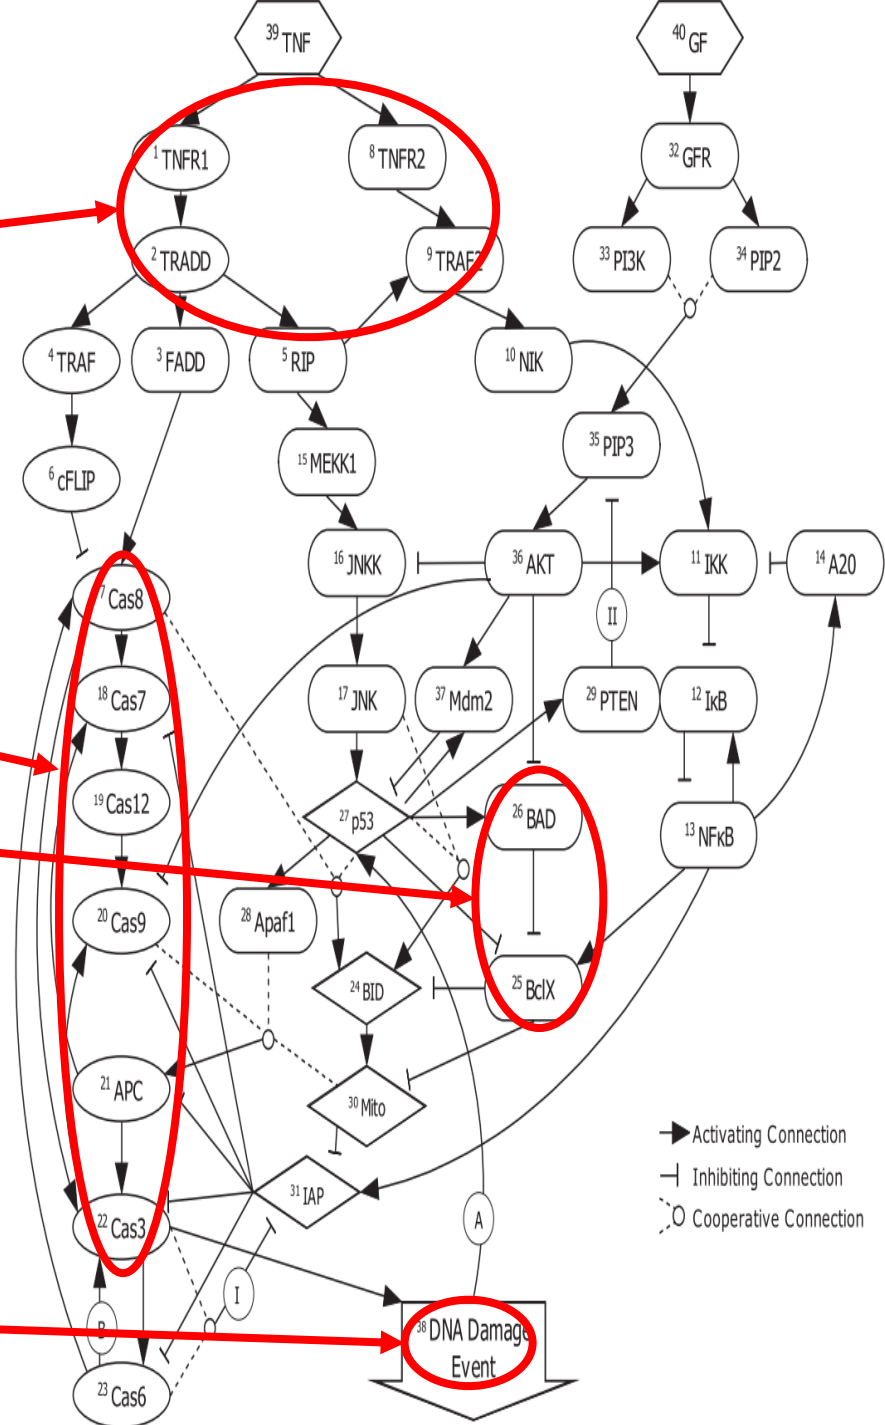 39 TNF
40 GF
1 TNFR1
8 TNFR2
32 GFR
2 TRADD
9 TRAF2
33 PI3K
34 PIP2
4 TRAF
3 FADD
5 RIP
10 NIK
35 PIP3
6 cFLIP
15 MEKK1
16 JNKK
36 AKT
11 IKK
14 A20
7 Cas8
II
18 Cas7
17 JNK
37 Mdm2
29 PTEN
12 IκB
19 Cas12
27 p53
26 BAD
13 NFκB
20 Cas9
28 Apaf1
24 BID
25 BclX
21 APC
30 Mito
31 IAP
22 Cas3
A
I
B
38 DNA Damage
Event
23 Cas6
Activating Connection
Inhibiting Connection
Cooperative Connection